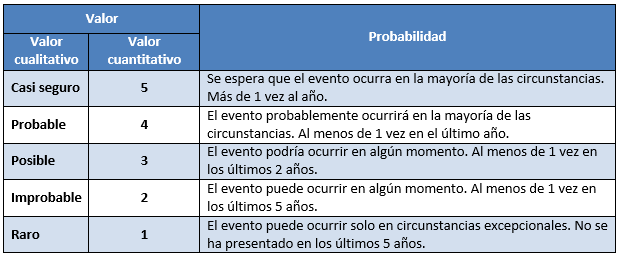 Valor
Probabilidad
Valor
cualitativo
Valor
cuantitativo
Casi seguro
5
Se espera que el evento ocurra en la mayoría de las circunstancias.
Más de 1 vez al año.
Probable
4
El evento probablemente ocurrirá en la mayoría de las
circunstancias. Al menos de 1 vez en el último año.
Posible
3
El evento podría ocurrir en algún momento. Al menos de 1 vez en
los últimos 2 años.
Improbable
2
El evento puede ocurrir en algún momento. Al menos de 1 vez en
los últimos 5 años.
Raro
1
El evento puede ocurrir solo en circunstancias excepcionales. No se
ha presentado en los últimos 5 años.